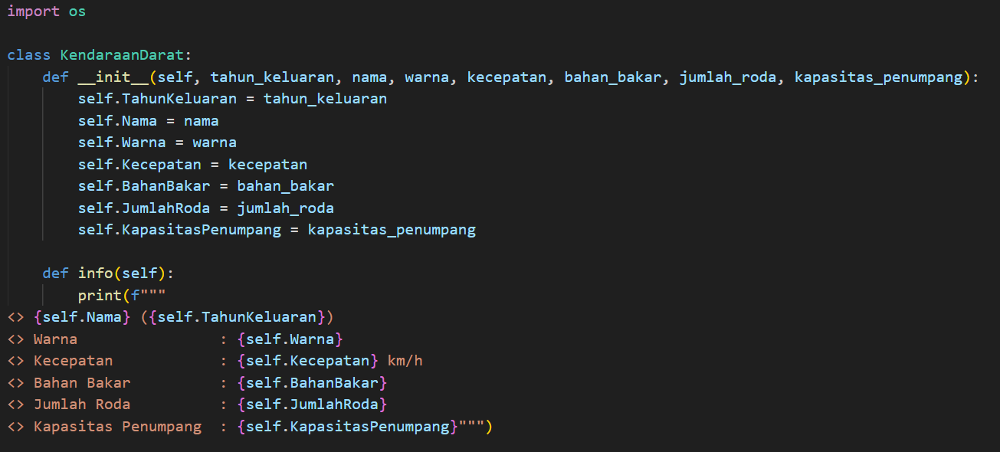 import os
class KendaraanDarat:
    def __init__(self, tahun_keluaran, nama, warna, kecepatan, bahan_bakar, jumlah_roda, kapasitas_penumpang):
        self.TahunKeluaran = tahun_keluaran
        self.Nama = nama
        self.Warna = warna
        self.Kecepatan = kecepatan
        self.BahanBakar = bahan_bakar
        self.JumlahRoda = jumlah_roda
        self.KapasitasPenumpang = kapasitas_penumpang
    def info(self):
        print(f"""
<> {self.Nama} ({self.TahunKeluaran})
<> Warna                : {self.Warna}
<> Kecepatan            : {self.Kecepatan} km/h
<> Bahan Bakar          : {self.BahanBakar}
<> Jumlah Roda          : {self.JumlahRoda}
<> Kapasitas Penumpang  : {self.KapasitasPenumpang}""")